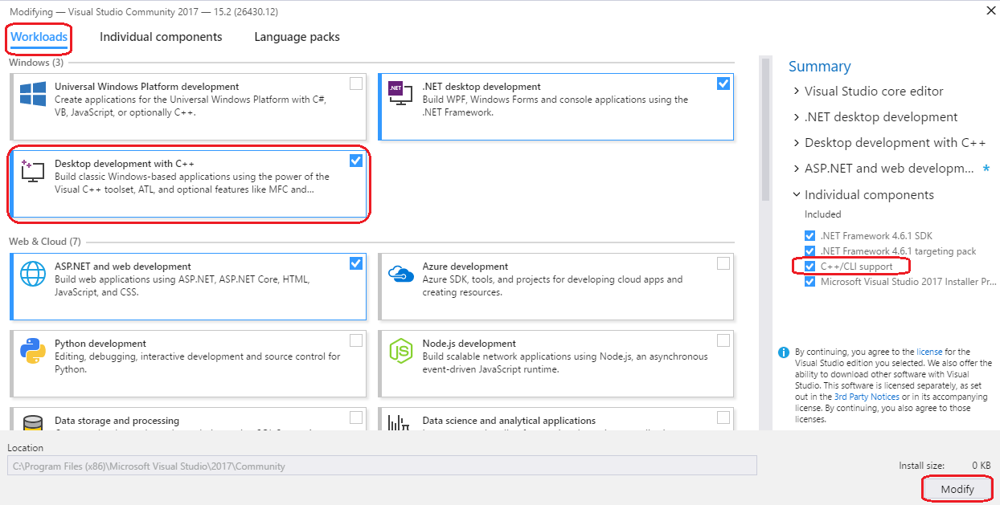 Modifying — Visual Studio Community 2017 — 15.2 (26430.12)
Workloads
Individual components
Language packs
Windows (3)
Universal Windows Platform development
Create applications for the Universal Windows Platform with C#,
VB, JavaScript, or optionally C++.
.NET
.NET desktop development
Build WPF, Windows Forms and console applications using the
.NET Framework.
Desktop development with C++
Build classic Windows-based applications using the power of the
Visual C++ toolset, ATL, and optional features like MFC and...
Web & Cloud (7)
ASP.NET and web development
Build web applications using ASP.NET, ASP.NET Core, HTML,
JavaScript, and CSS.
Azure development
Azure SDK, tools, and projects for developing cloud apps and
creating resources.
Python development
Editing, debugging, interactive development and source control for
Python.
JS
Node.js development
Build scalable network applications using Node.js, an asynchronous
event-driven JavaScript runtime.
Data storage and processing
Data science and analytical applications
Summary
Visual Studio core editor
.NET desktop development
Desktop development with C++
ASP.NET and web developm... *
Individual components
Included
.NET Framework 4.6.1 SDK
.NET Framework 4.6.1 targeting pack
C++/CLI support
Microsoft Visual Studio 2017 Installer Pr...
By continuing, you agree to the license for the
Visual Studio edition you selected. We also offer the
ability to download other software with Visual
Studio. This software is licensed separately, as set
out in the 3rd Party Notices or in its accompanying
license. By continuing, you also agree to those
licenses.
Location
C:\Program Files (x86)\Microsoft Visual Studio\2017\Community
Install size: 0 KB
Modify